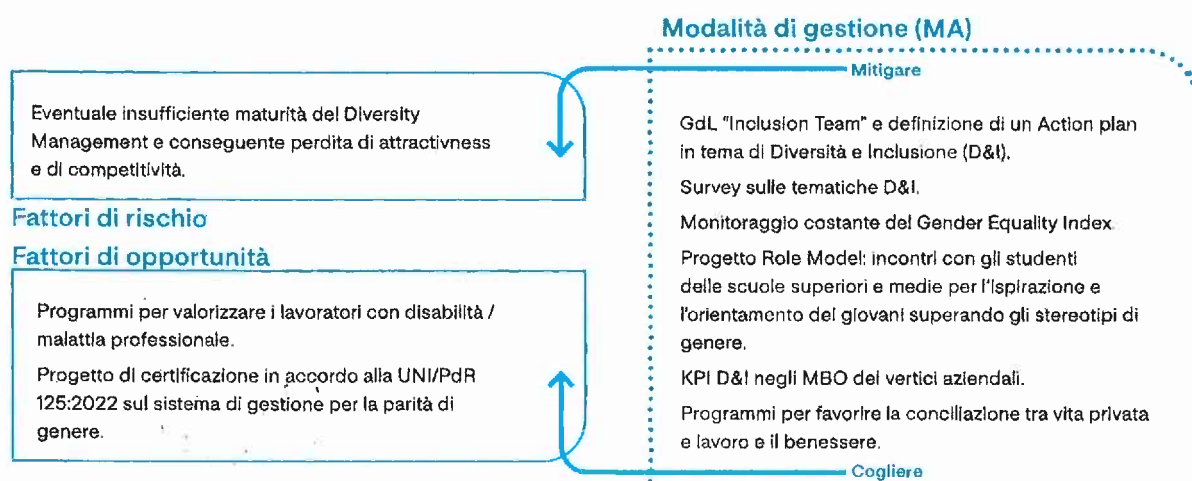 Modalità di gestione (MA)
Mitigare
Eventuale insufficiente maturità del Diversity
Management e conseguente perdita di attractivness
e di competitività.
Fattori di rischio
Fattori di opportunità
Programmi per valorizzare i lavoratori con disabilità /
malattia professionale.
Progetto di certificazione in accordo alla UNI/PdR
125:2022 sul sistema di gestione per la parità di
genere.
GdL "Inclusion Team" e definizione di un Action plan
in tema di Diversità e Inclusione (D&I).
Survey sulle tematiche D&I.
Monitoraggio costante del Gender Equality Index.
Progetto Role Model: incontri con gli studenti
delle scuole superiori e medie per l'ispirazione e
l'orientamento dei giovani superando gli stereotipi di
genere.
KPI D&I negli MBO dei vertici aziendali.
Programmi per favorire la conciliazione tra vita privata
e lavoro e il benessere.
Cogliere